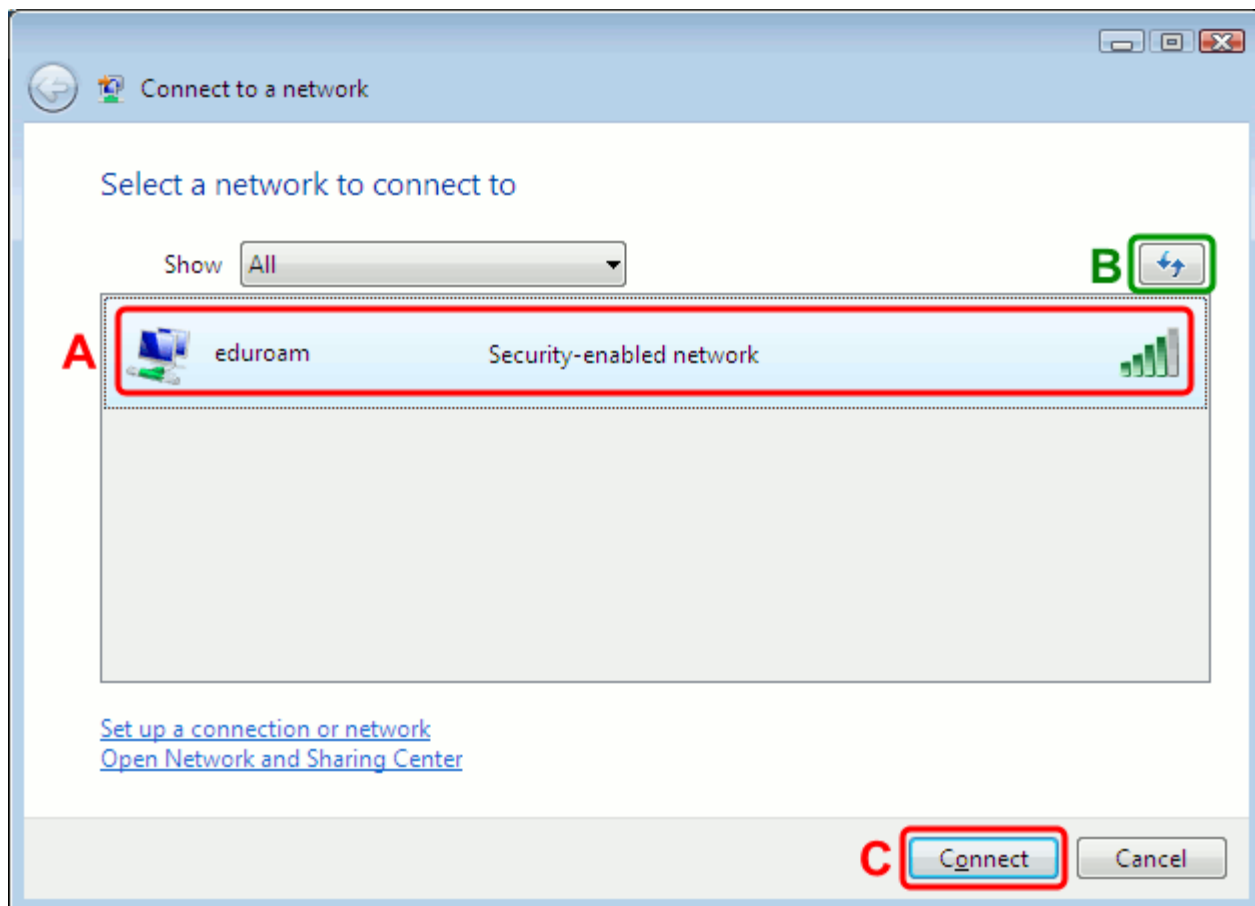 Connect to a network
Select a network to connect to
Show All B
A eduroam Security-enabled network
Set up a connection or network
Open Network and Sharing Center
C Connect Cancel